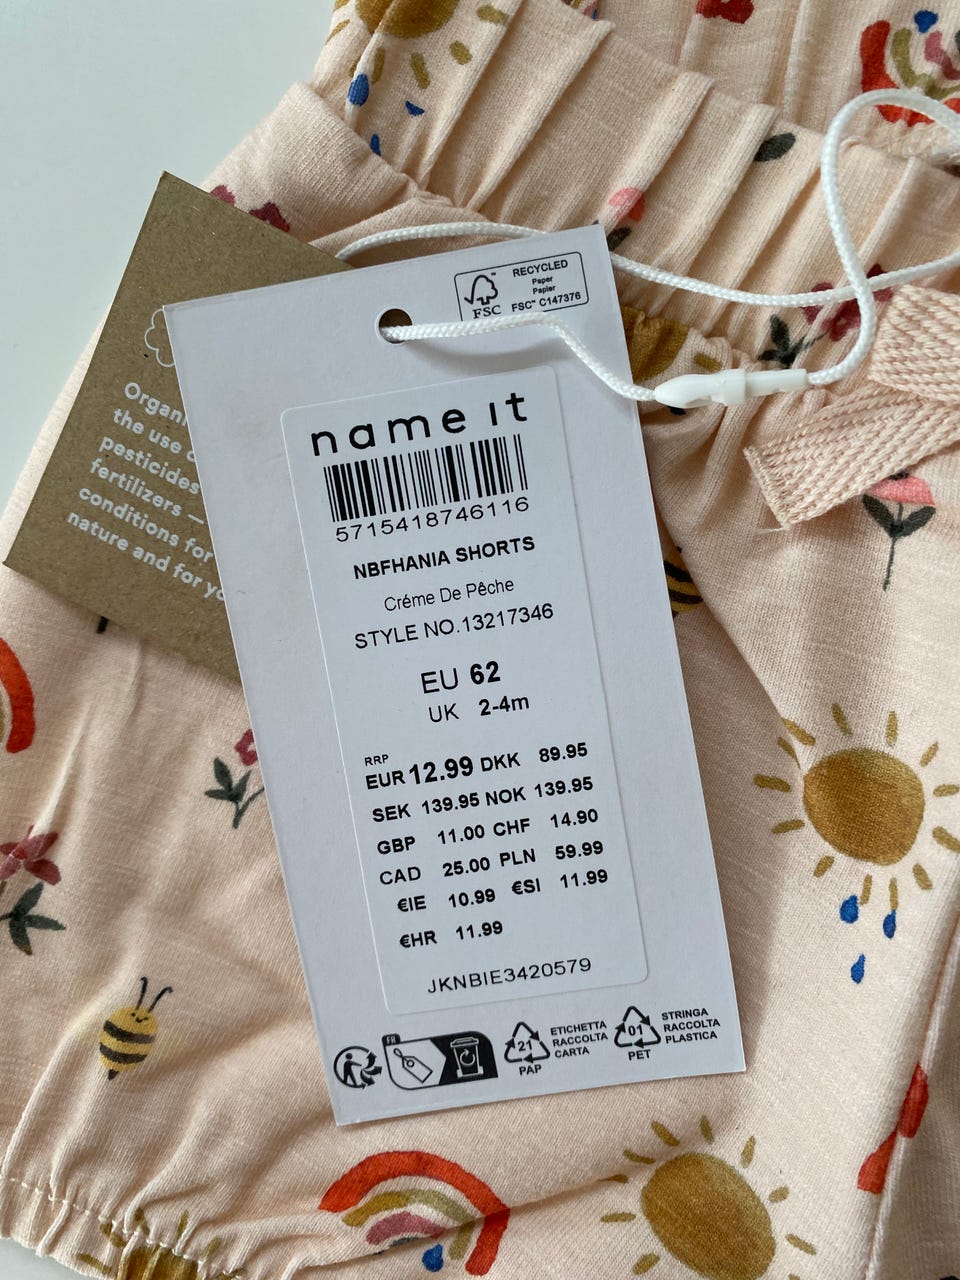 RECYCLED
Paper
Papier
FSC™ C147376
FSC
name it
5715418746116
NBFHANIA SHORTS
Créme De Pêche
STYLE NO.13217346
EU 62
UK 2-4m
RRP
EUR 12.99 DKK 89.95
SEK 139.95 NOK 139.95
GBP 11.00 CHF 14.90
CAD 25.00 PLN 59.99
€IE 10.99 €SI 11.99
€HR 11.99
JKNBIE3420579
FR
21
PAP
ETICHETTA
RACCOLTA
CARTA
01
PET
STRINGA
RACCOLTA
PLASTICA
the use
pesticides
fertilizers –
conditions for
nature and for